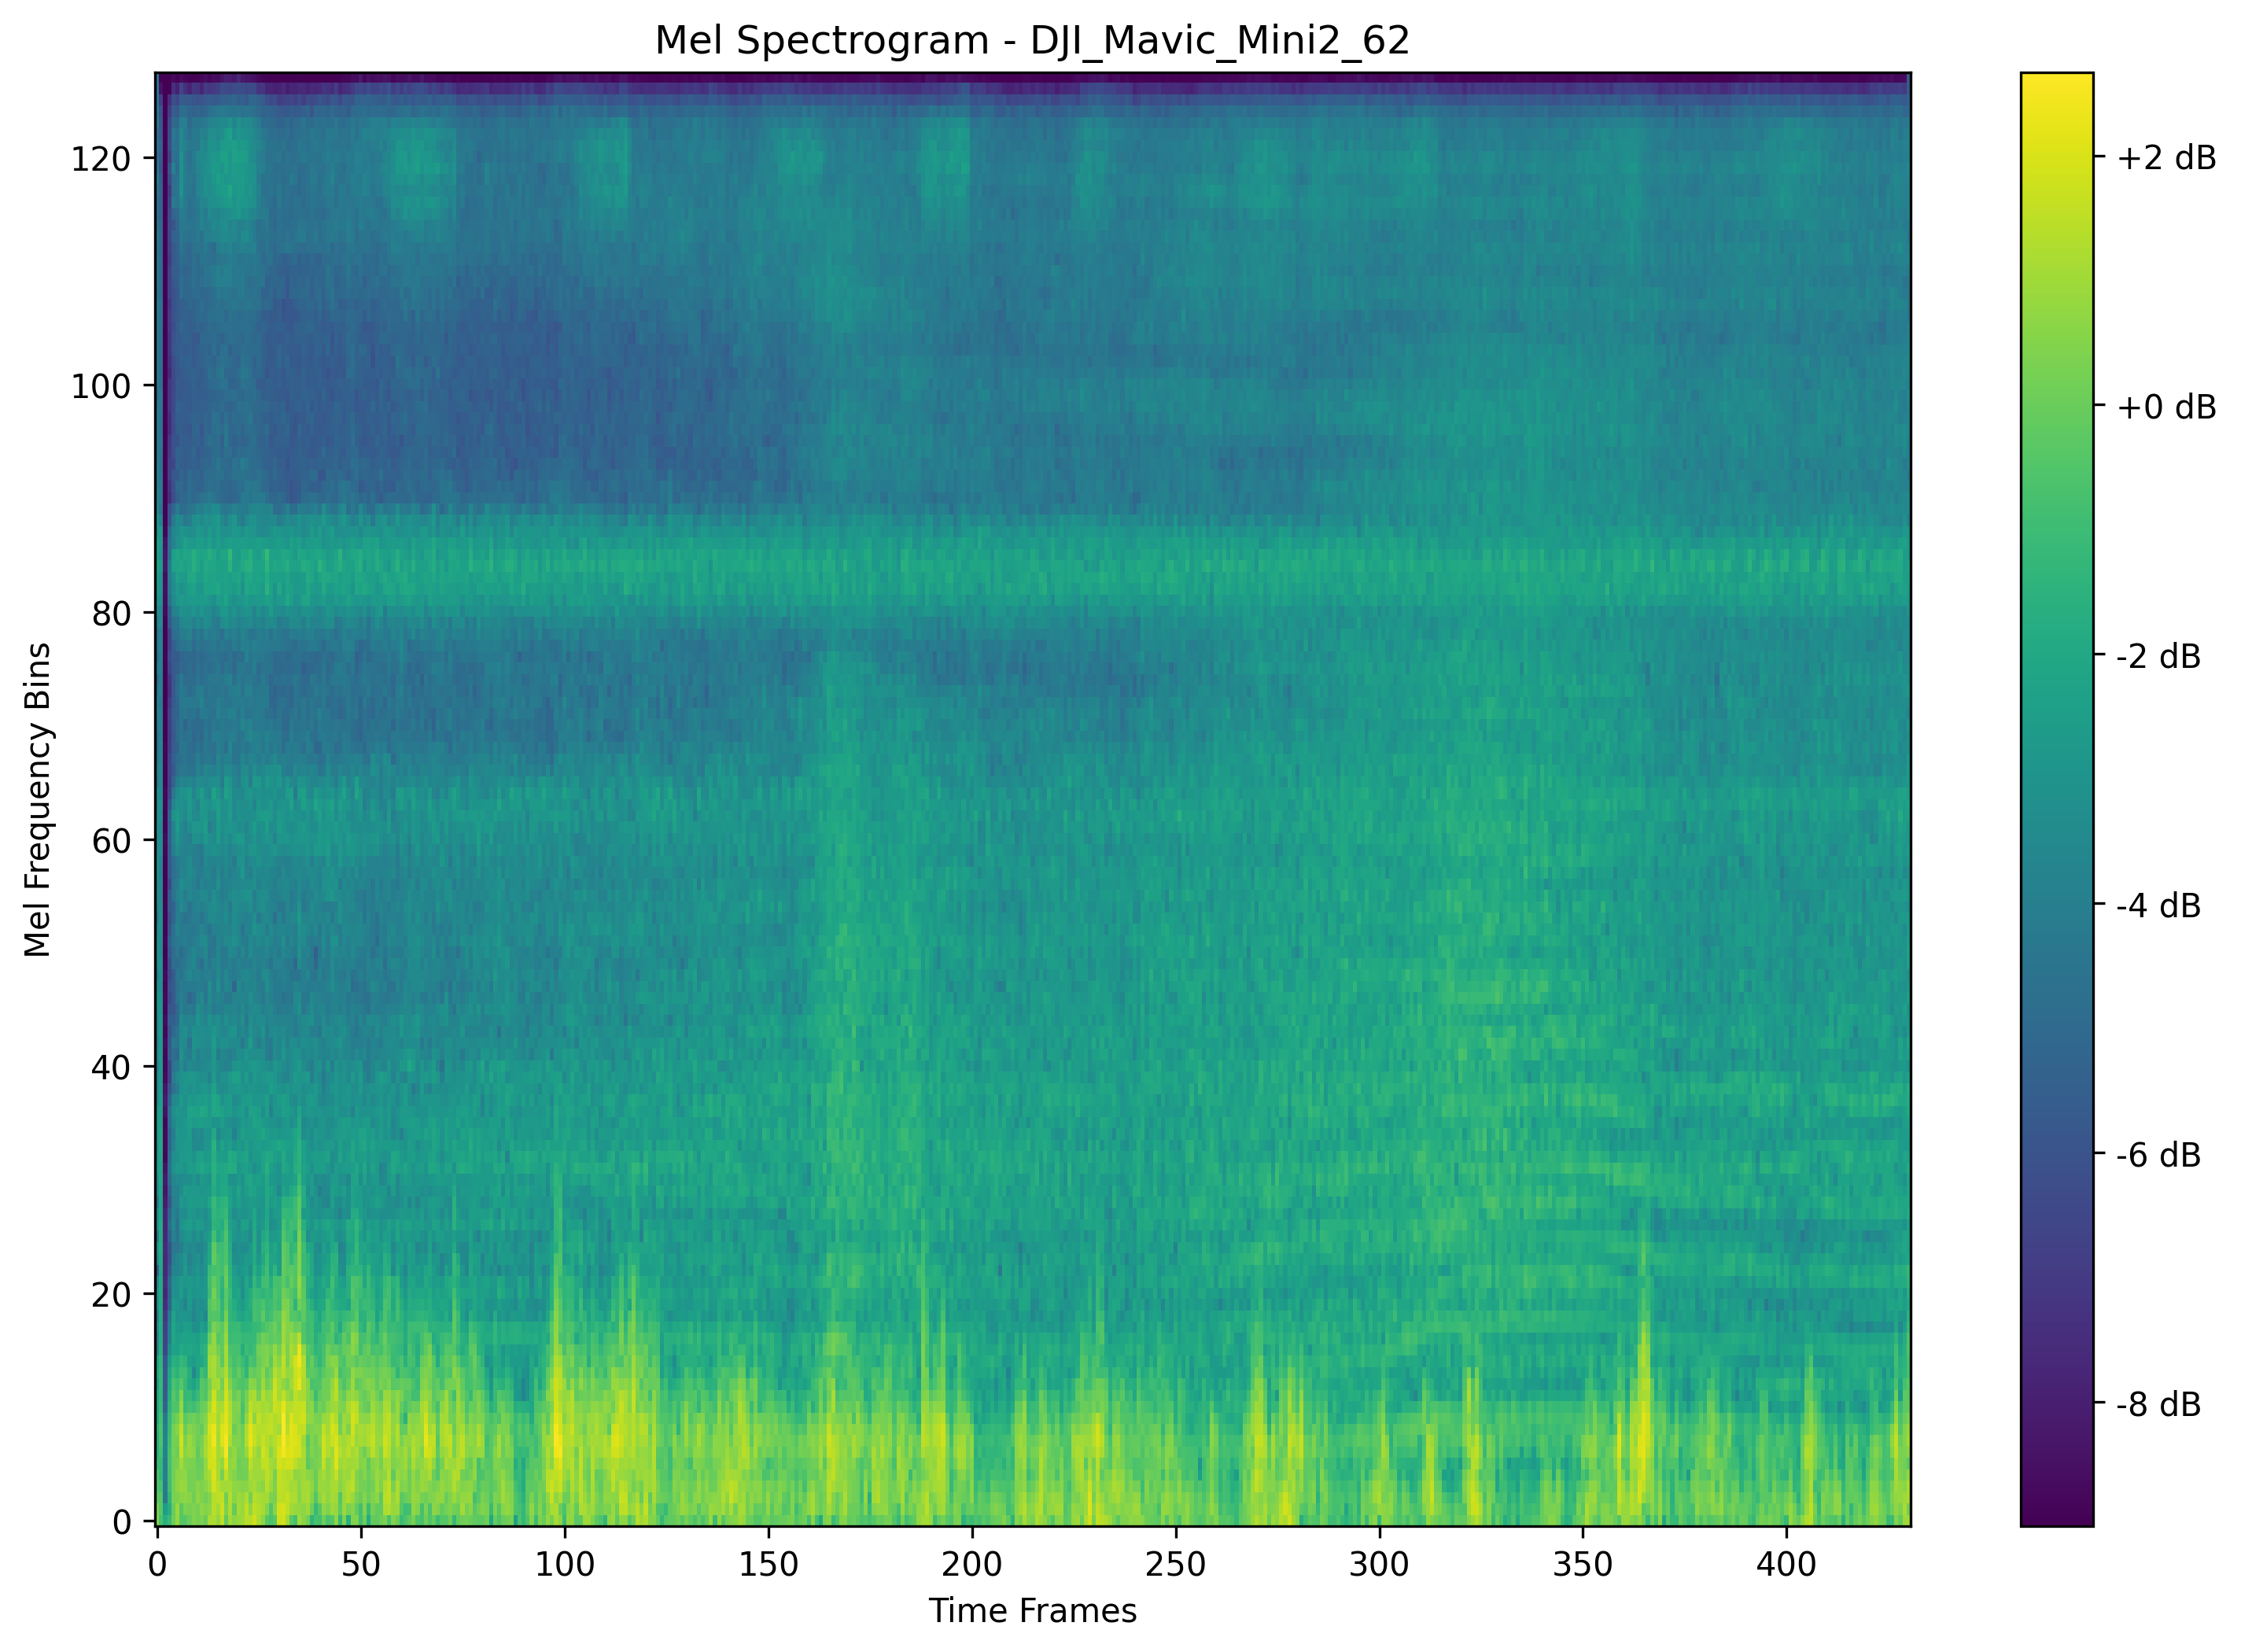 Mel Spectrogram - DJI_Mavic_Mini2_62
Mel Frequency Bins
120
100
80
60
40
20
0
0 50 100 150 200 250 300 350 400
Time Frames
+2 dB
+0 dB
-2 dB
-4 dB
-6 dB
-8 dB